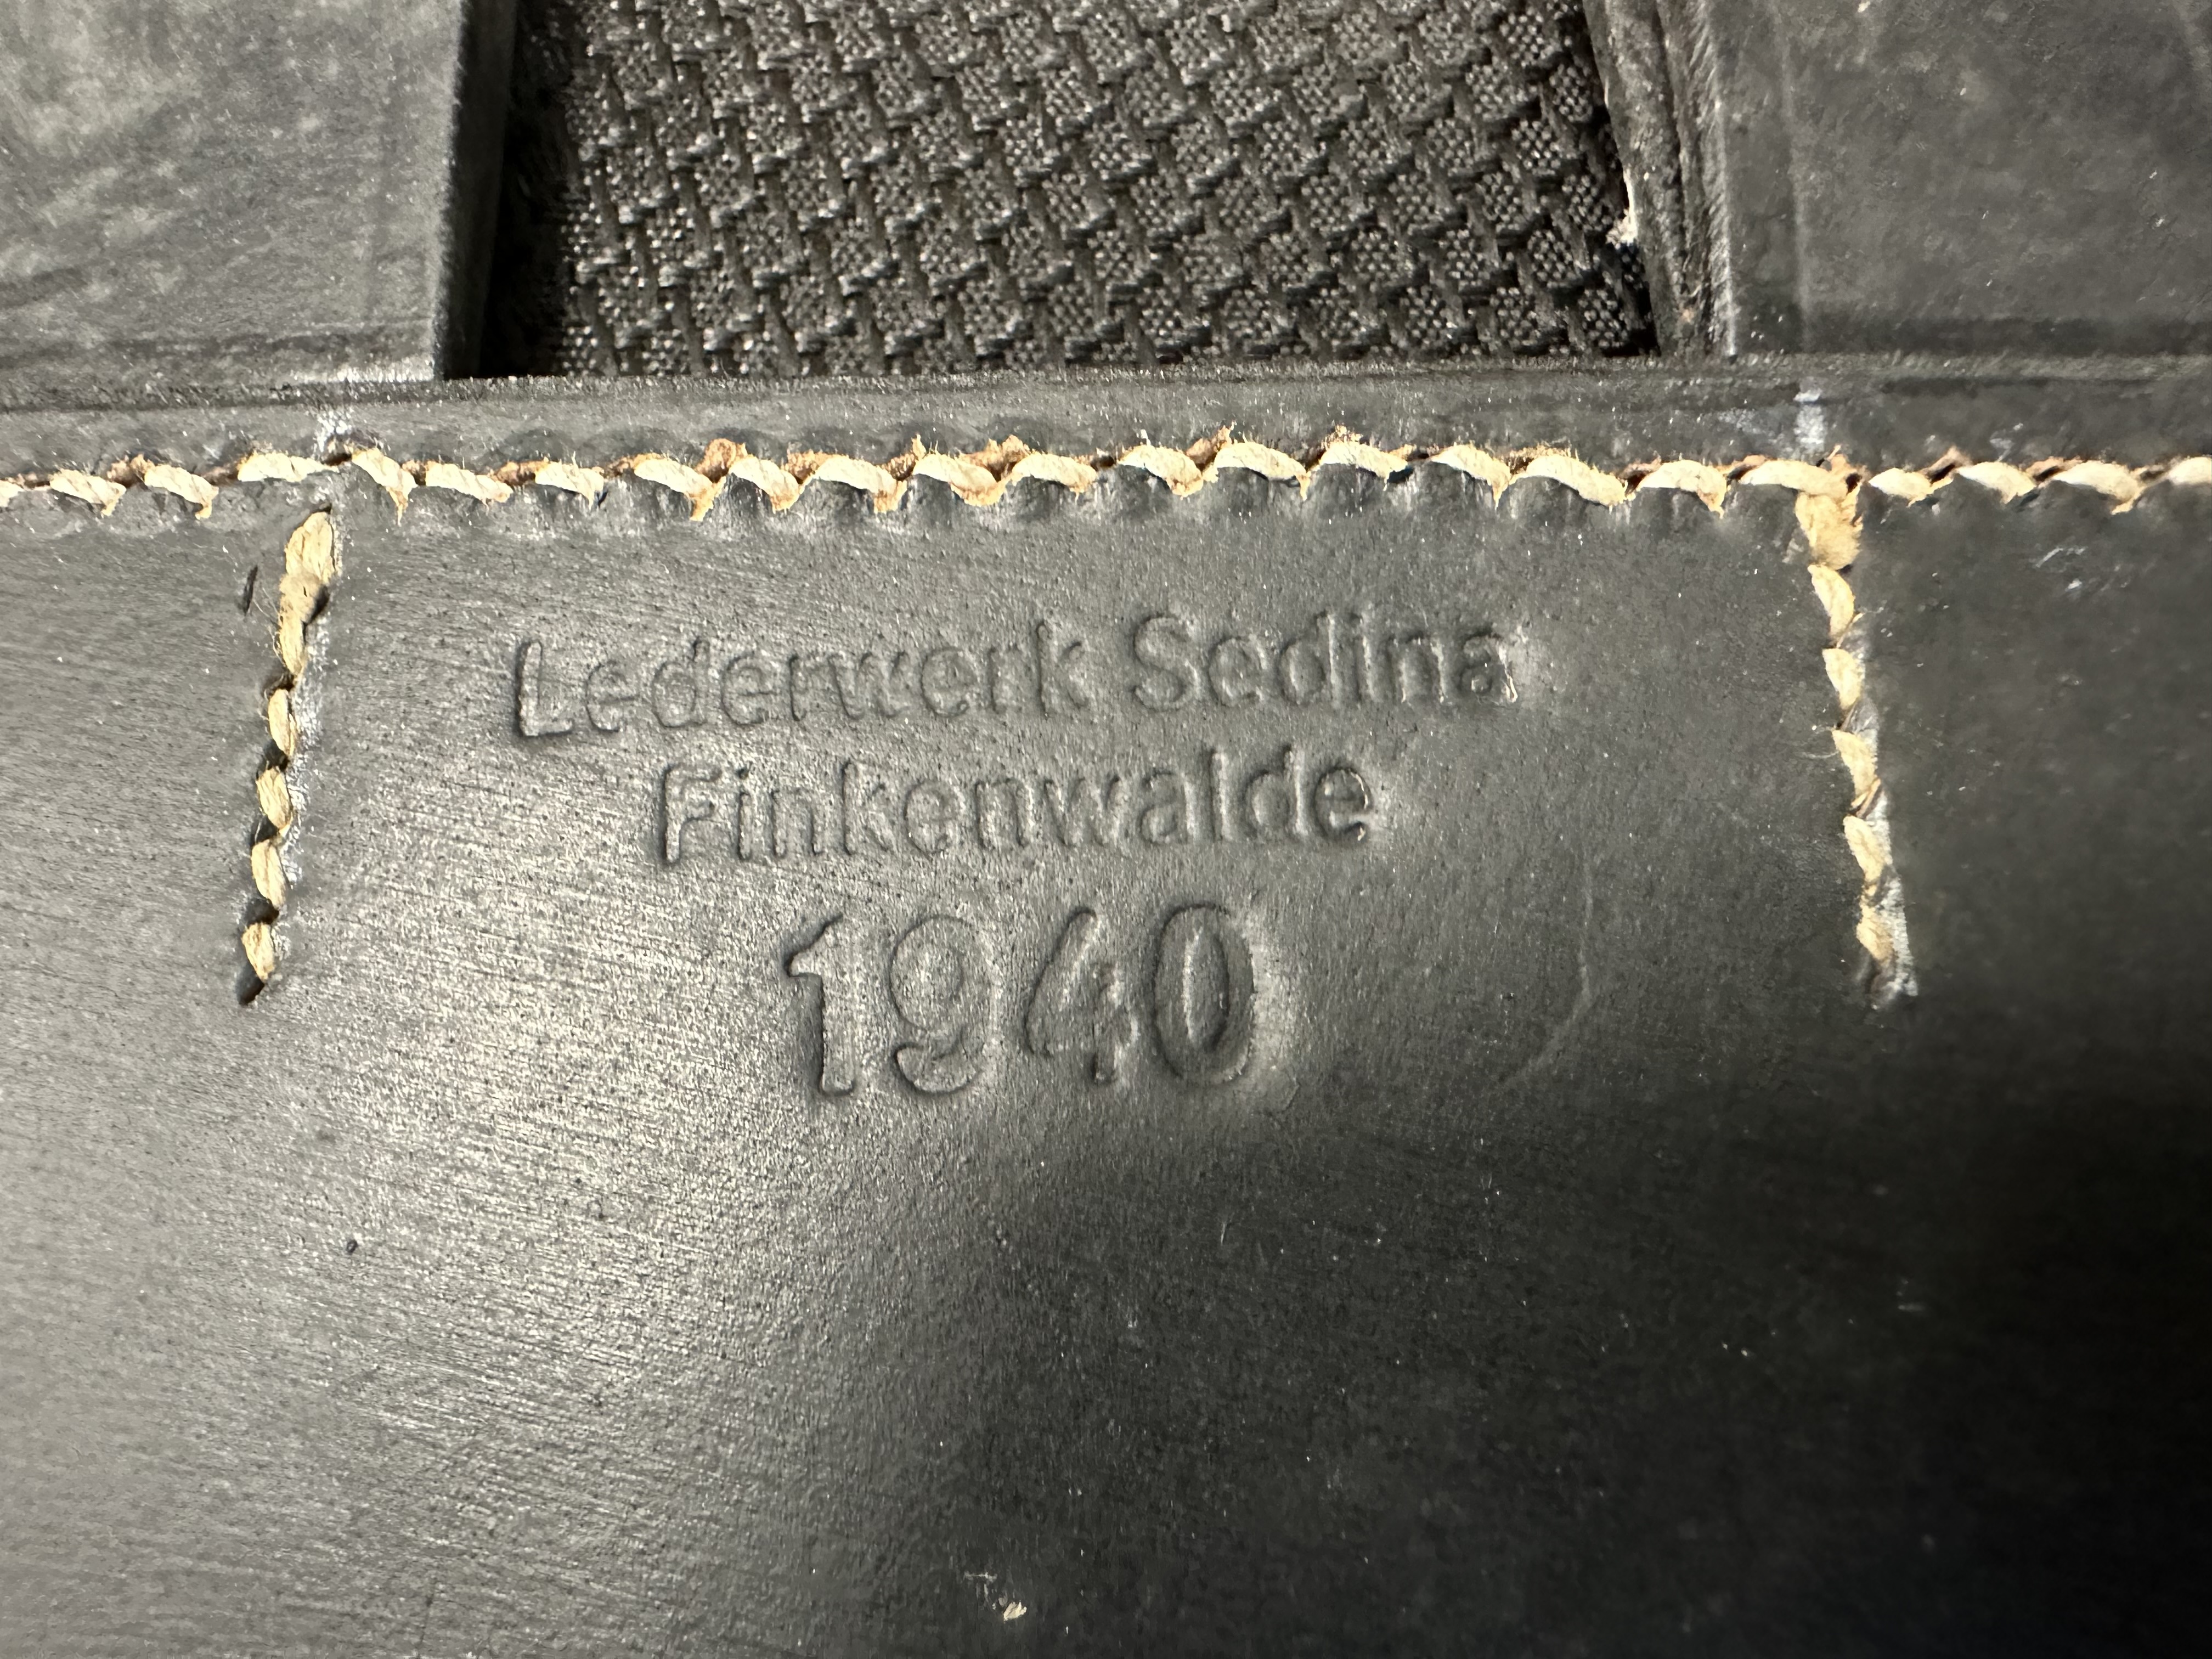 Lederwerk Sedina
Finkenwalde
1940